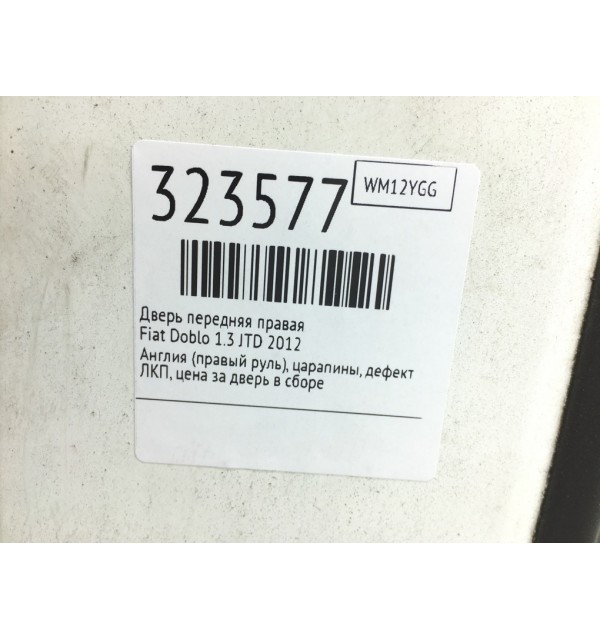 323577
WM12YGG
Дверь передняя правая
Fiat Doblo 1.3 JTD 2012
Англия (правый руль), царапины, дефект
ЛКП, цена за дверь в сборе